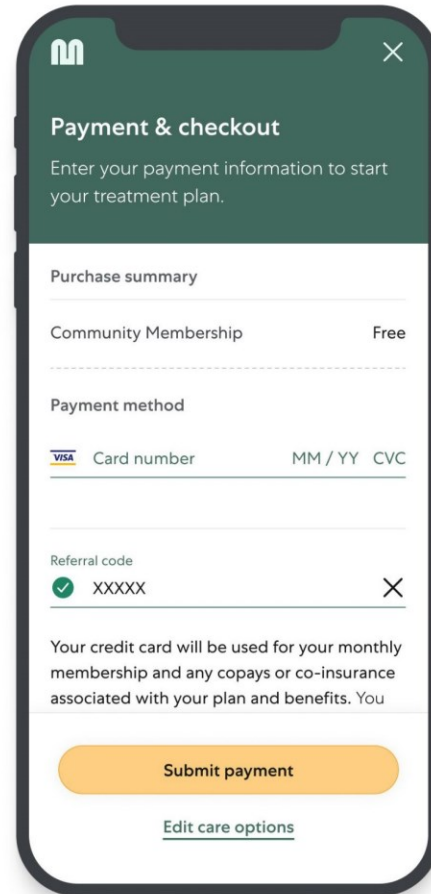 Payment & checkout
Enter your payment information to start
your treatment plan.
Purchase summary
Community Membership Free
Payment method
VISA Card number MM / YY CVC
Referral code
XXXXX
Your credit card will be used for your monthly
membership and any copays or co-insurance
associated with your plan and benefits. You
Submit payment
Edit care options